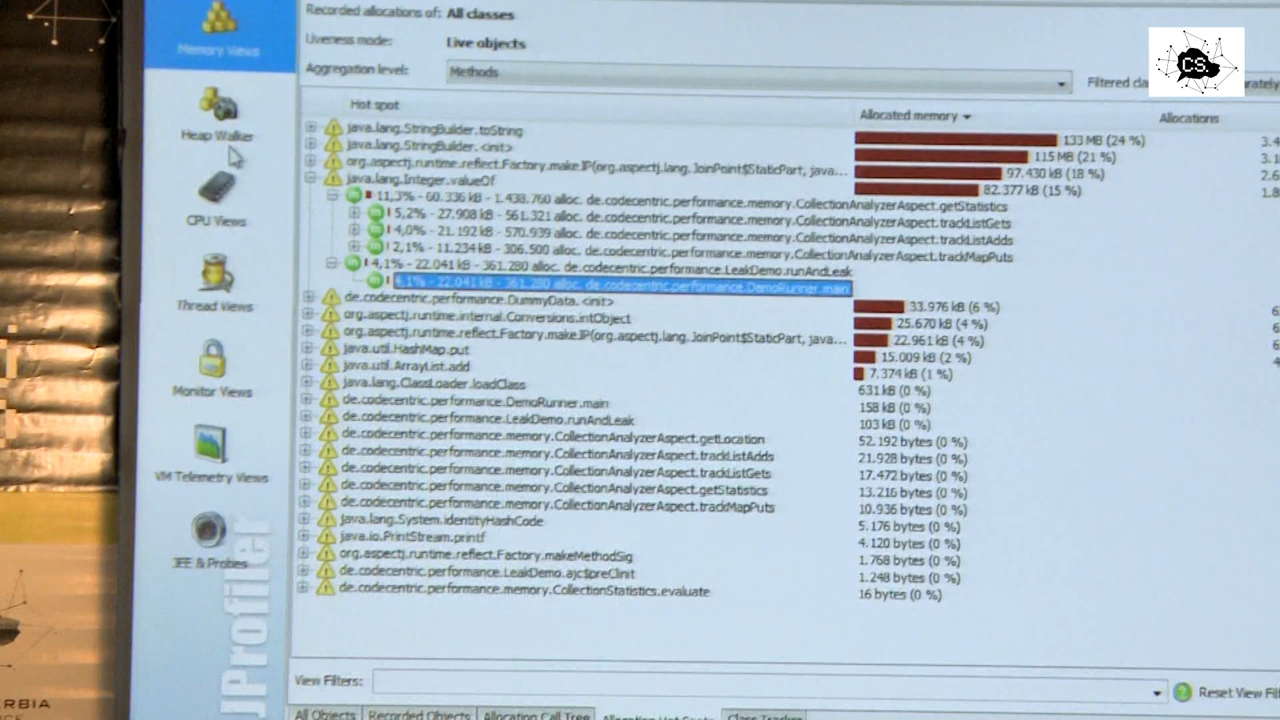 Recorded allocations of: All classes
Liveness mode: Live objects
Aggregation level: Methods
Filtered
Memory Views
Heap Walker
CPU Views
Thread Views
Monitor Views
VM Telemetry Views
JEE & Probes
JProfiler
CS.
Hot spot Allocated memory Allocations
java.lang.StringBuilder.toString 133 MB (24 %) 3.4
java.lang.StringBuilder.<init> 115 MB (21 %) 3.1
org.aspectj.runtime.reflect.Factory.makeJP(org.aspectj.lang.JoinPoint$StaticPart, java... 97.430 kB (18 %) 2.6
java.lang.Integer.valueOf 82.377 kB (15 %) 1.8
11,3% - 60.336 kB - 1.438.760 alloc. de.codecentric.performance.memory.CollectionAnalyzerAspect.getStatistics
5,2% - 27.908 kB - 561.321 alloc. de.codecentric.performance.memory.CollectionAnalyzerAspect.trackListGets
4,0% - 21.192 kB - 570.939 alloc. de.codecentric.performance.memory.CollectionAnalyzerAspect.trackListAdds
2,1% - 11.234 kB - 306.500 alloc. de.codecentric.performance.memory.CollectionAnalyzerAspect.trackMapPuts
4,1% - 22.041 kB - 361.280 alloc. de.codecentric.performance.LeakDemo.runAndLeak
4,1% - 22.041 kB - 361.280 alloc. de.codecentric.performance.DemoRunner.main
de.codecentric.performance.DummyData.<init> 33.976 kB (6 %)
org.aspectj.runtime.internal.Conversions.intObject 25.670 kB (4 %)
org.aspectj.runtime.reflect.Factory.makeJP(org.aspectj.lang.JoinPoint$StaticPart, java... 22.961 kB (4 %)
java.util.HashMap.put 15.009 kB (2 %)
java.util.ArrayList.add 7.374 kB (1 %)
java.lang.ClassLoader.loadClass 631 kB (0 %)
de.codecentric.performance.DemoRunner.main 158 kB (0 %)
de.codecentric.performance.LeakDemo.runAndLeak 103 kB (0 %)
de.codecentric.performance.memory.CollectionAnalyzerAspect.getLocation 52.192 bytes (0 %)
de.codecentric.performance.memory.CollectionAnalyzerAspect.trackListAdds 21.928 bytes (0 %)
de.codecentric.performance.memory.CollectionAnalyzerAspect.trackListGets 17.472 bytes (0 %)
de.codecentric.performance.memory.CollectionAnalyzerAspect.getStatistics 13.216 bytes (0 %)
de.codecentric.performance.memory.CollectionAnalyzerAspect.trackMapPuts 10.936 bytes (0 %)
java.lang.System.identityHashCode 5.176 bytes (0 %)
java.io.PrintStream.printf 4.120 bytes (0 %)
org.aspectj.runtime.reflect.Factory.makeMethodSig 1.768 bytes (0 %)
de.codecentric.performance.LeakDemo.ajc$preClinit 1.248 bytes (0 %)
de.codecentric.performance.memory.CollectionStatistics.evaluate 16 bytes (0 %)
View Filters: Reset View Fil
All Objects Recorded Objects Allocation Call Tree Allocation Hot Spots Class Tracker